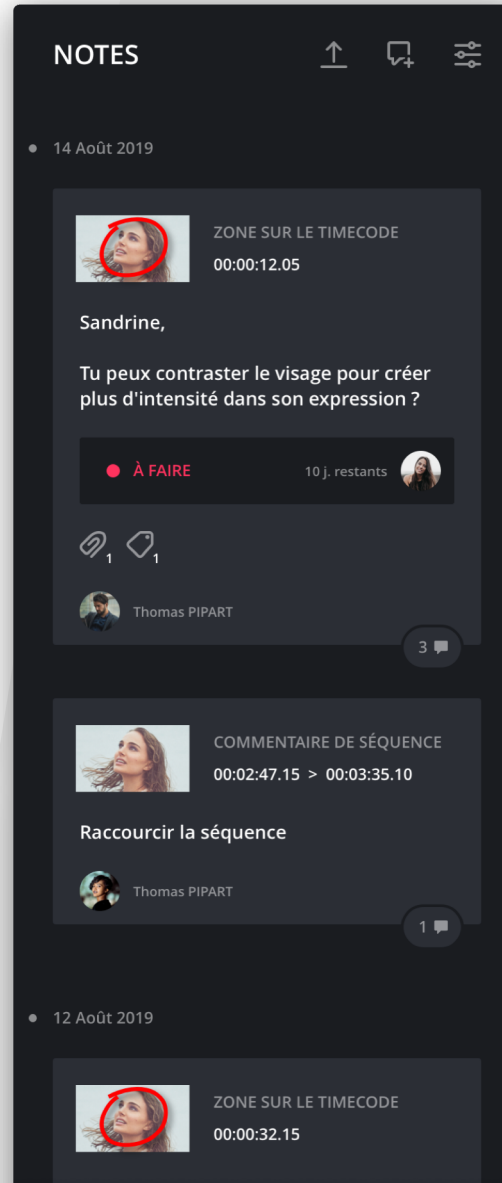 NOTES
14 Août 2019
ZONE SUR LE TIMECODE
00:00:12.05
Sandrine,
Tu peux contraster le visage pour créer
plus d'intensité dans son expression ?
À FAIRE
10 j. restants
1
1
Thomas PIPART
3
COMMENTAIRE DE SÉQUENCE
00:02:47.15 > 00:03:35.10
Raccourcir la séquence
Thomas PIPART
1
12 Août 2019
ZONE SUR LE TIMECODE
00:00:32.15